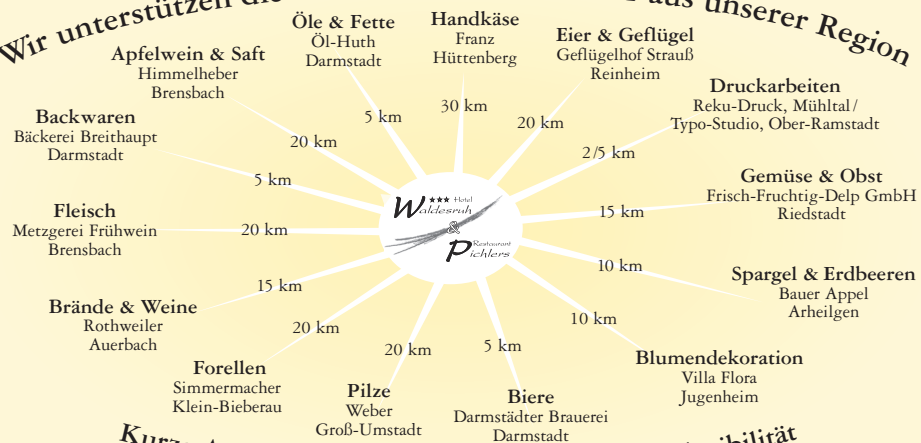 Wir unterstützen die
aus unserer Region
Öle & Fette
Öl-Huth
Darmstadt
5 km
Handkäse
Franz
Hüttenberg
30 km
Eier & Geflügel
Geflügelhof Strauß
Reinheim
20 km
Druckarbeiten
Reku-Druck, Mühltal/
Typo-Studio, Ober-Ramstadt
2/5 km
Gemüse & Obst
Frisch-Fruchtig-Delp GmbH
Riedstadt
15 km
Spargel & Erdbeeren
Bauer Appel
Arheilgen
10 km
Blumendekoration
Villa Flora
Jugenheim
10 km
Biere
Darmstädter Brauerei
Darmstadt
5 km
Pilze
Weber
Groß-Umstadt
20 km
Forellen
Simmermacher
Klein-Bieberau
20 km
Brände & Weine
Rothweiler
Auerbach
15 km
Fleisch
Metzgerei Frühwein
Brensbach
20 km
Backwaren
Bäckerei Breithaupt
Darmstadt
5 km
Apfelwein & Saft
Himmelheber
Brensbach
20 km
*** Hotel
Waldesruh
&
Restaurant
Pichlers